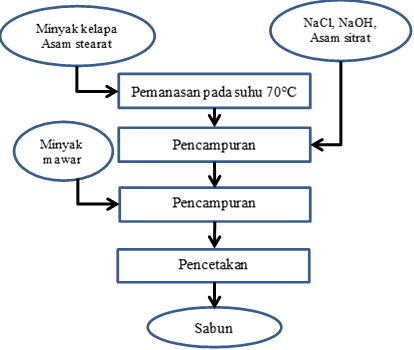 Minyak kelapa
Asam stearat
NaCl, NaOH,
Asam sitrat
Pemanasan pada suhu 70°C
Pencampuran
Minyak
mawar
Pencampuran
Pencetakan
Sabun